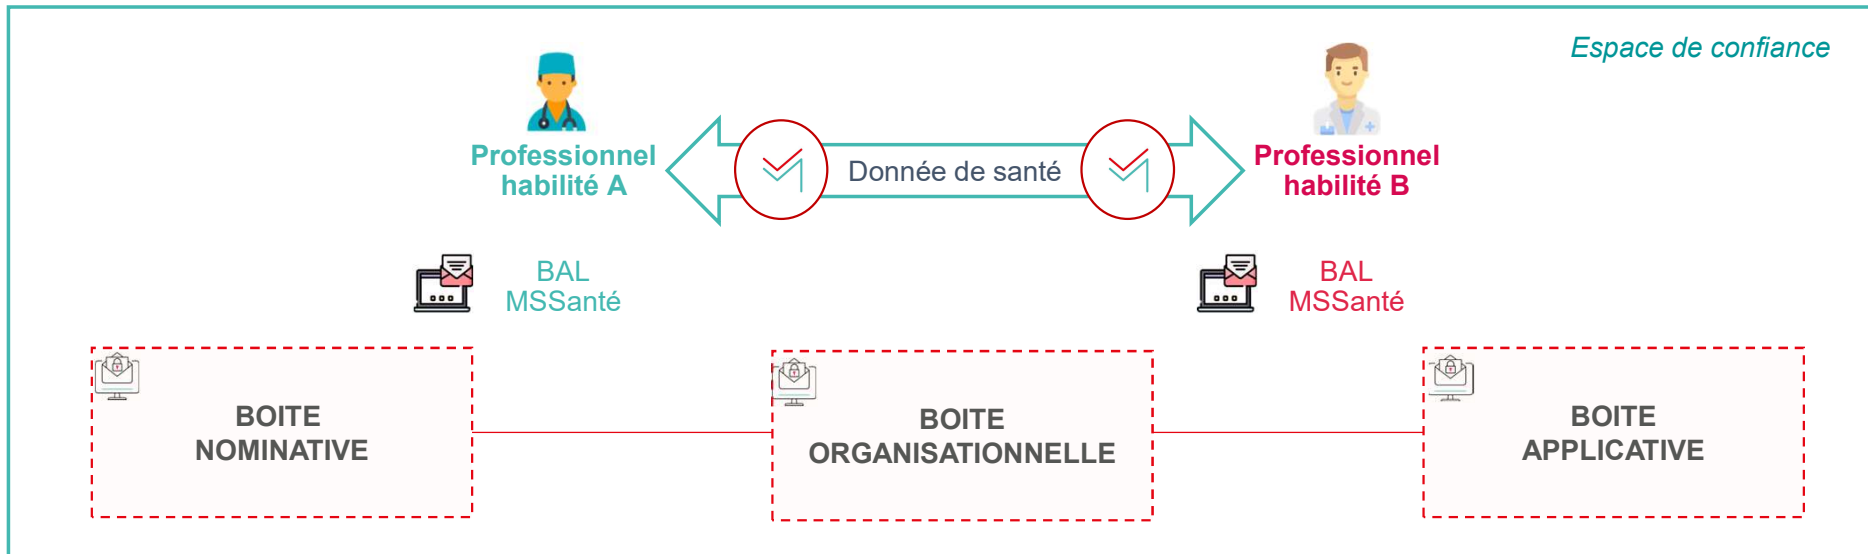 Espace de confiance
Professionnel
habilité A
Donnée de santé
Professionnel
habilité B
BAL
MSSanté
BAL
MSSanté
BOITE
NOMINATIVE
BOITE
ORGANISATIONNELLE
BOITE
APPLICATIVE